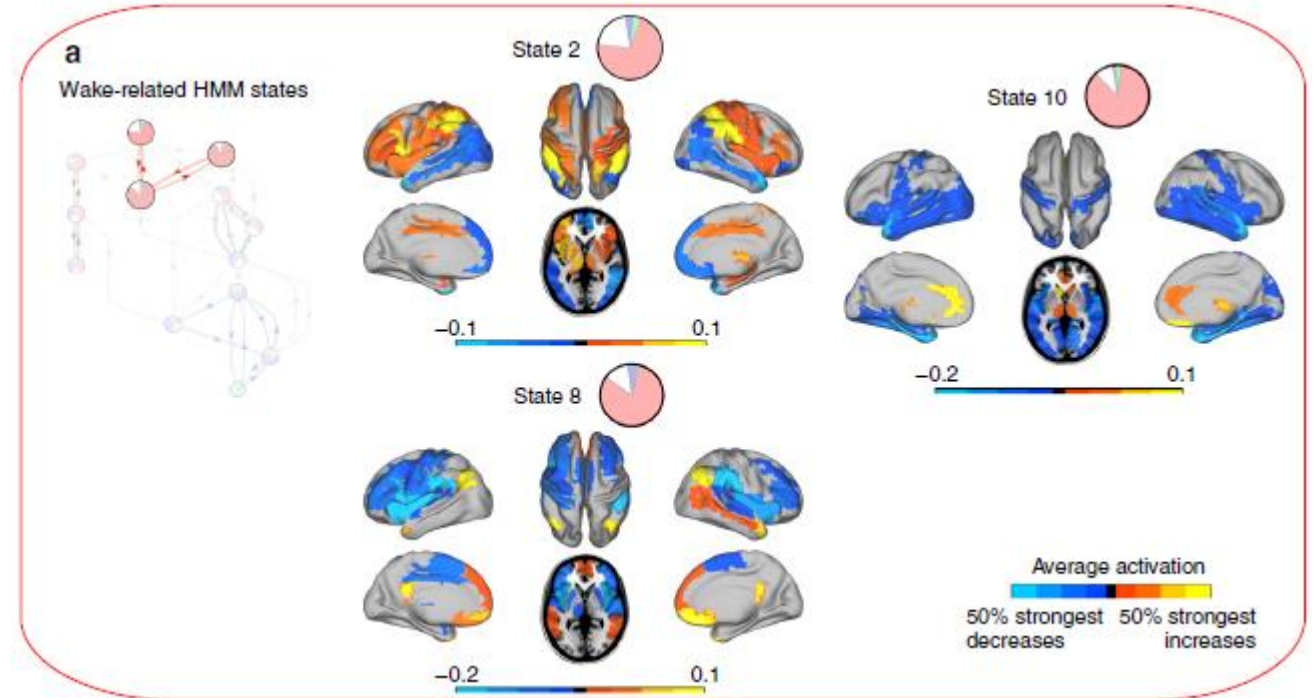 a
Wake-related HMM states
State 2
−0.1 0.1
State 10
−0.2 0.1
State 8
−0.2 0.1
Average activation
50% strongest decreases
50% strongest increases